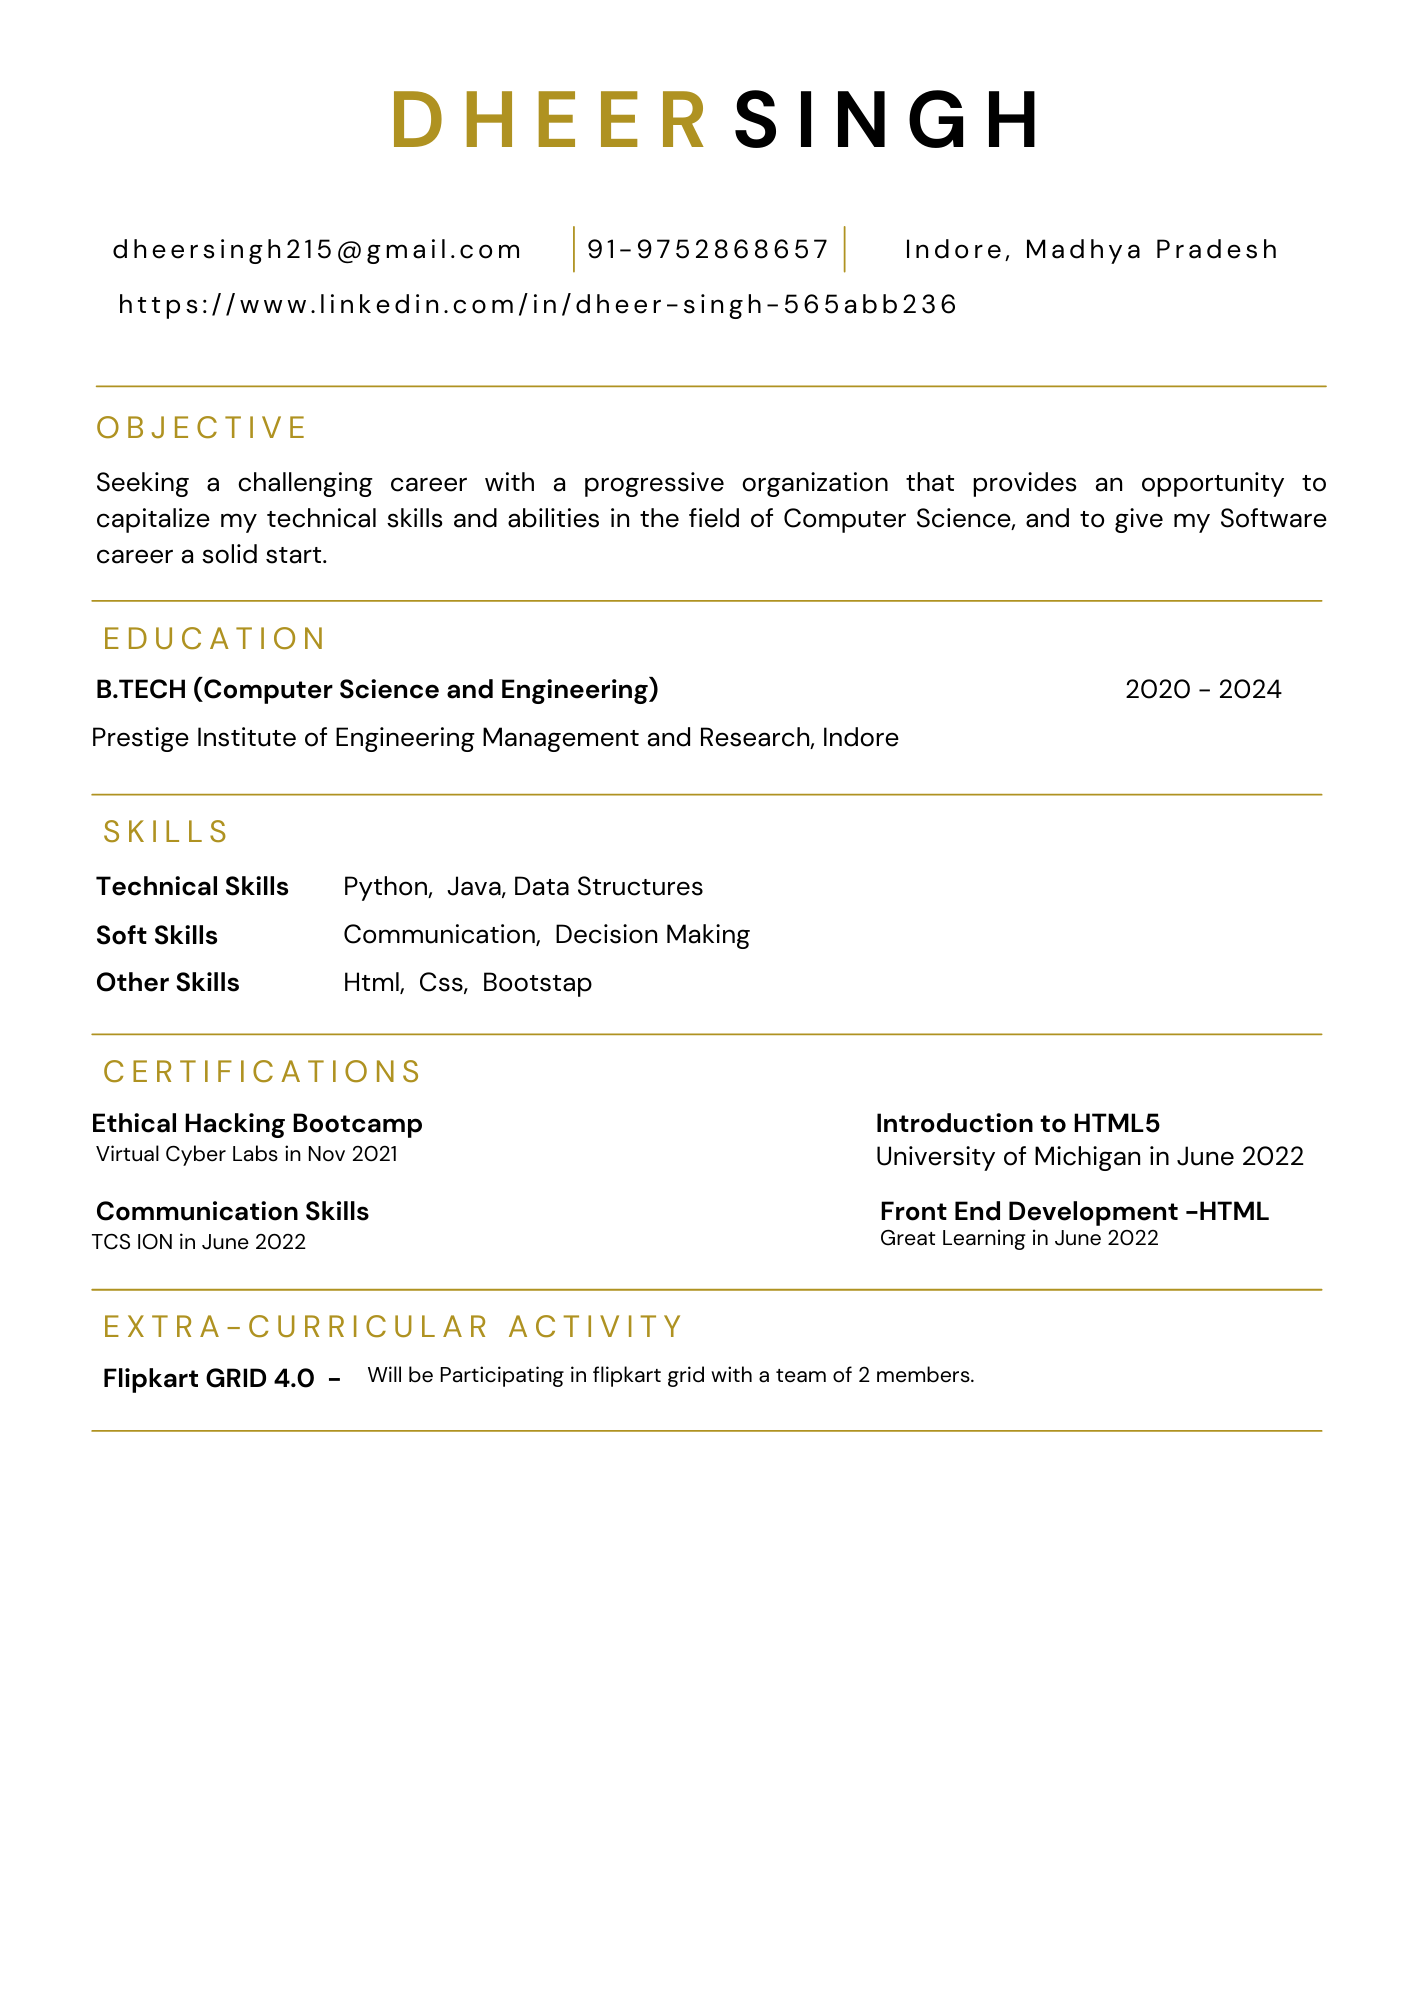 DHEER SINGH
dheersingh215@gmail.com 91-9752868657 Indore, Madhya Pradesh
https://www.linkedin.com/in/dheer-singh-565abb236
OBJECTIVE
Seeking a challenging career with a progressive organization that provides an opportunity to
capitalize my technical skills and abilities in the field of Computer Science, and to give my Software
career a solid start.
EDUCATION
B.TECH (Computer Science and Engineering) 2020 - 2024
Prestige Institute of Engineering Management and Research, Indore
SKILLS
Technical Skills Python, Java, Data Structures
Soft Skills Communication, Decision Making
Other Skills Html, Css, Bootstap
CERTIFICATIONS
Ethical Hacking Bootcamp
Virtual Cyber Labs in Nov 2021
Introduction to HTML5
University of Michigan in June 2022
Communication Skills
TCS ION in June 2022
Front End Development -HTML
Great Learning in June 2022
EXTRA-CURRICULAR ACTIVITY
Flipkart GRID 4.0 - Will be Participating in flipkart grid with a team of 2 members.